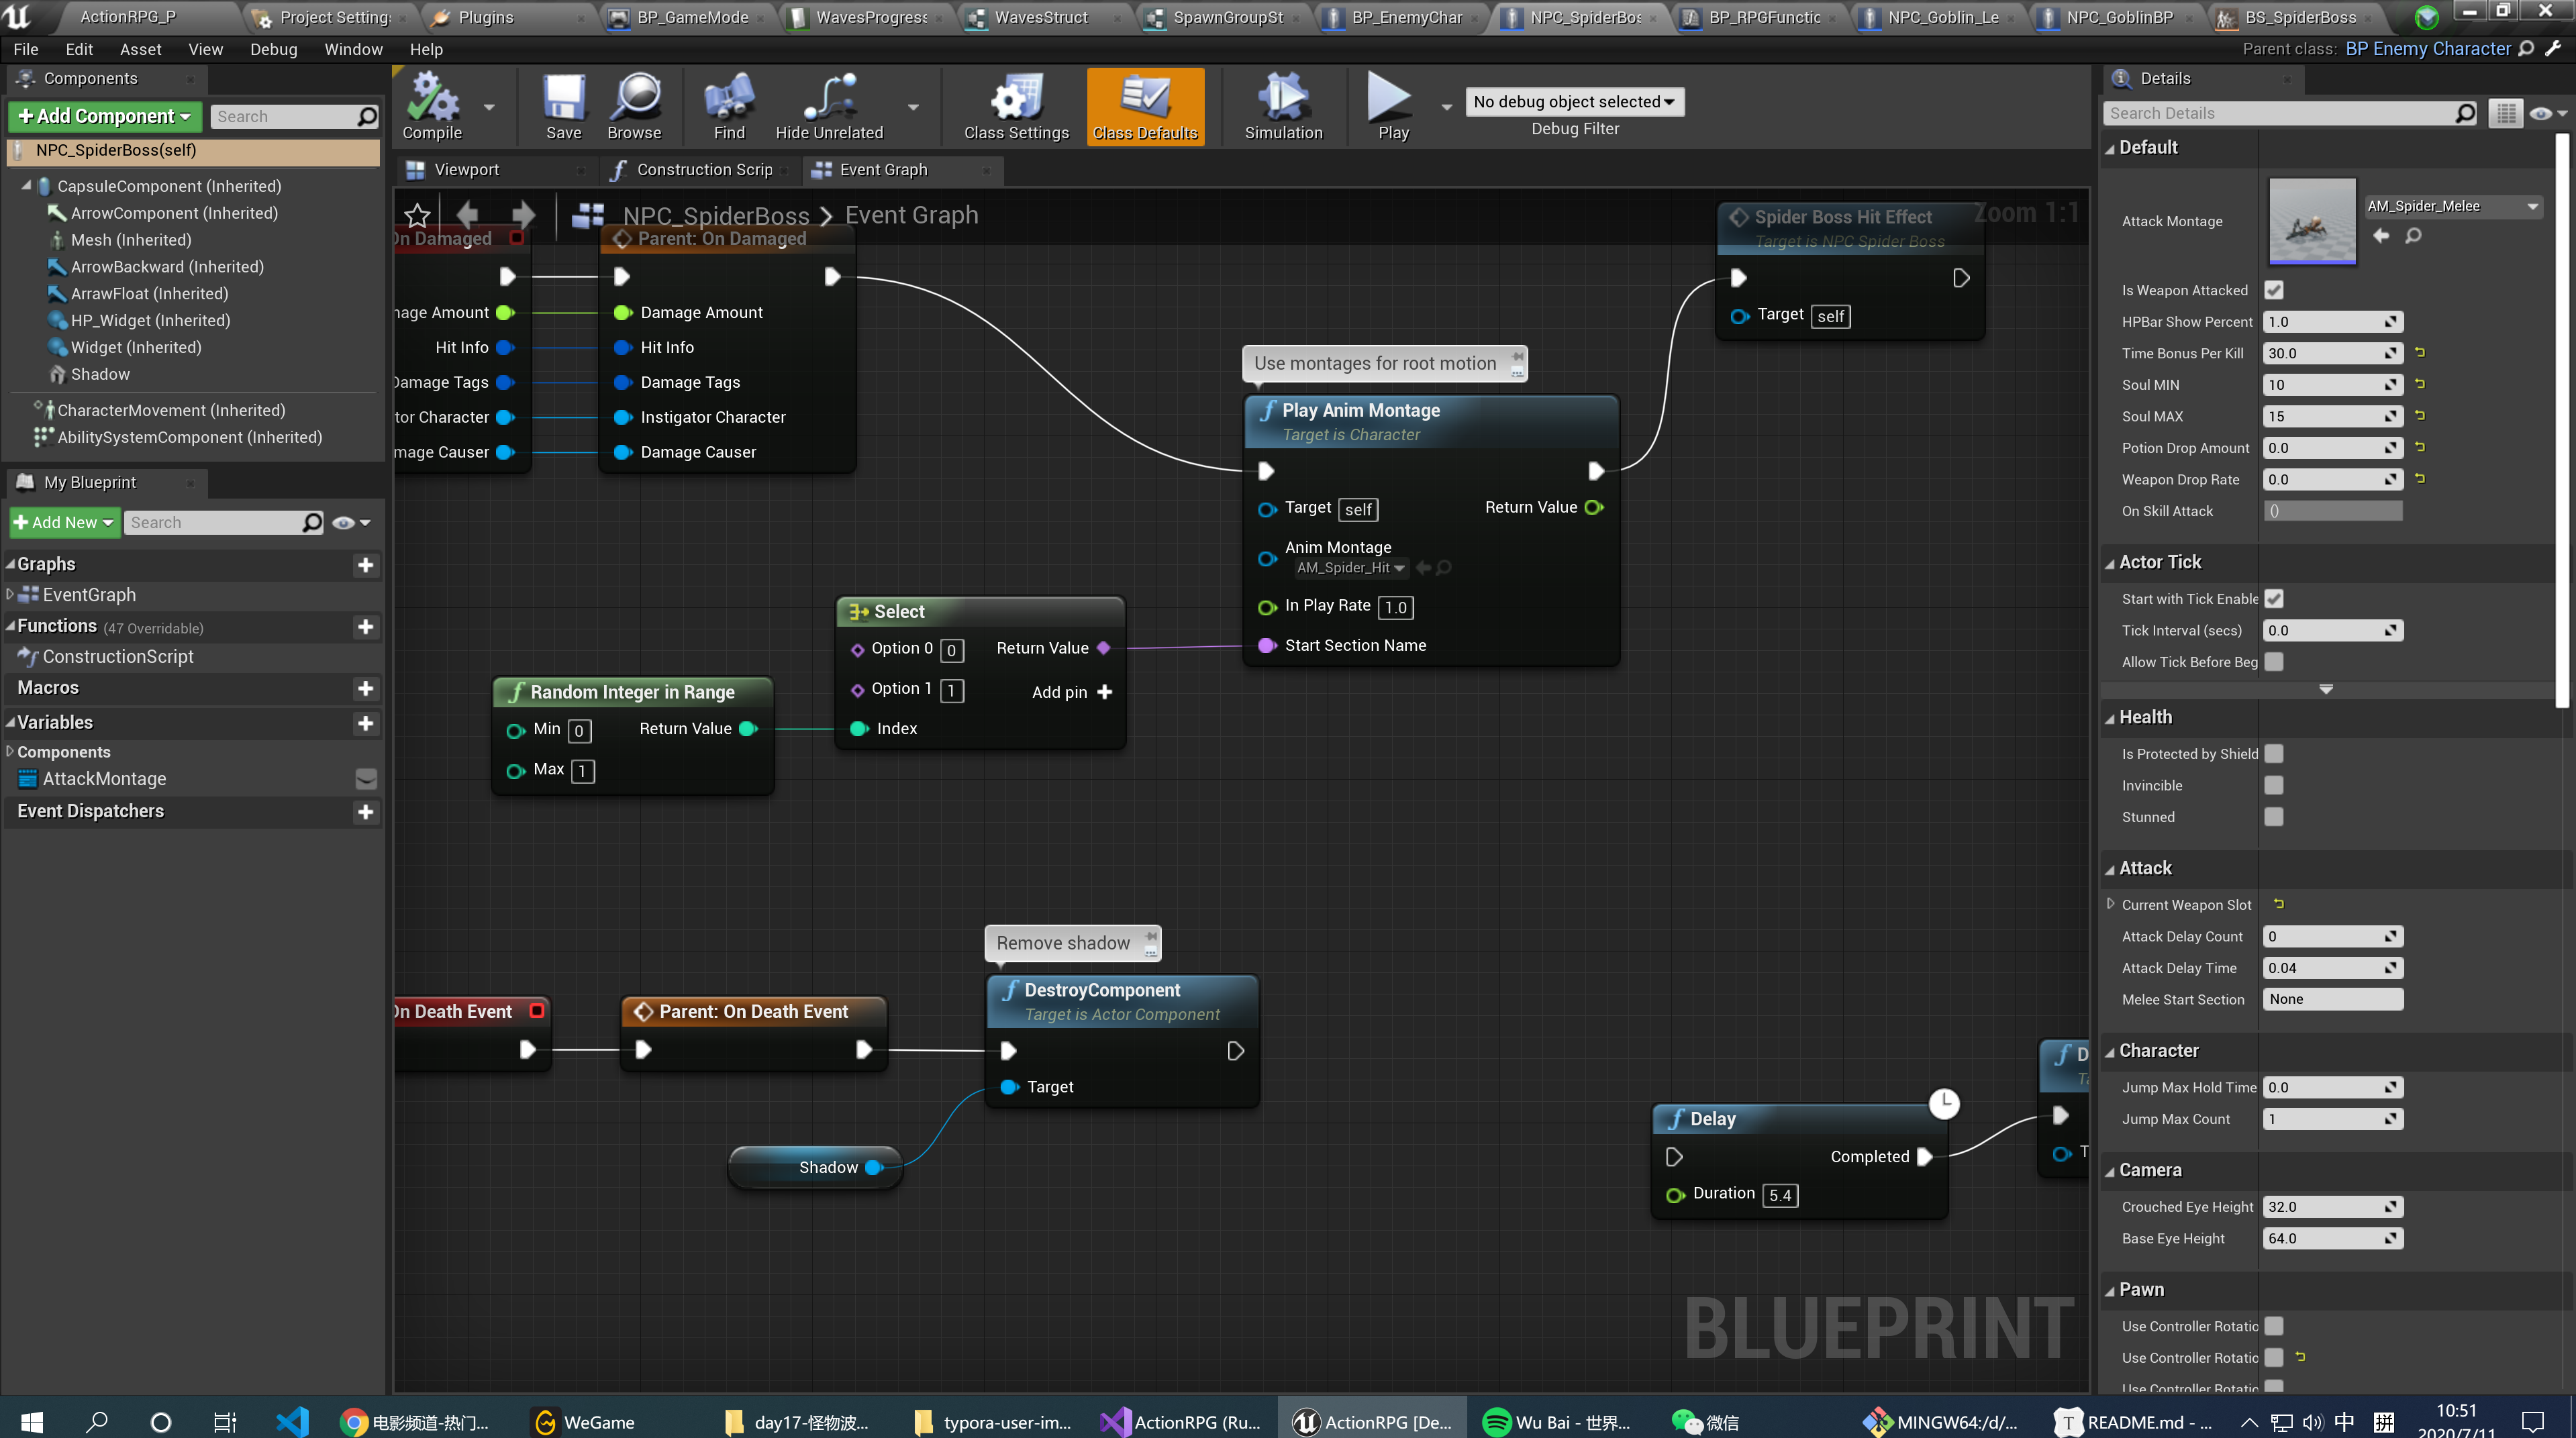 ActionRPG_P
Project Setting
Plugins
BP_GameMode
WavesProgress
WavesStruct
SpawnGroupSt
BP_EnemyChar
NPC_SpiderBos
BP_RPGFunctic
NPC_Goblin_Le
NPC_GoblinBP
BS_SpiderBoss
File Edit Asset View Debug Window Help
Parent class: BP Enemy Character
Components
Add Component
Search
NPC_SpiderBoss(self)
CapsuleComponent (Inherited)
ArrowComponent (Inherited)
Mesh (Inherited)
ArrowBackward (Inherited)
ArrawFloat (Inherited)
HP_Widget (Inherited)
Widget (Inherited)
Shadow
CharacterMovement (Inherited)
AbilitySystemComponent (Inherited)
My Blueprint
Add New
Search
Graphs
EventGraph
Functions (47 Overridable)
ConstructionScript
Macros
Variables
Components
AttackMontage
Event Dispatchers
Compile
Save
Browse
Find
Hide Unrelated
Class Settings
Class Defaults
Simulation
Play
No debug object selected
Debug Filter
Viewport
Construction Scrip
Event Graph
NPC_SpiderBoss > Event Graph
Zoom 1:1
On Damaged
mage Amount
Hit Info
Damage Tags
tor Character
mage Causer
Parent: On Damaged
Damage Amount
Hit Info
Damage Tags
Instigator Character
Damage Causer
Spider Boss Hit Effect
Target is NPC Spider Boss
Target self
Use montages for root motion
Play Anim Montage
Target is Character
Target self
Return Value
Anim Montage
AM_Spider_Hit
In Play Rate 1.0
Start Section Name
Select
Option 0 0
Return Value
Option 1 1
Add pin
Index
Random Integer in Range
Min 0
Return Value
Max 1
Remove shadow
On Death Event
Parent: On Death Event
DestroyComponent
Target is Actor Component
Target
Shadow
Delay
Completed
Duration 5.4
D
T
BLUEPRINT
Details
Search Details
Default
Attack Montage
AM_Spider_Melee
Is Weapon Attacked
HPBar Show Percent 1.0
Time Bonus Per Kill 30.0
Soul MIN 10
Soul MAX 15
Potion Drop Amount 0.0
Weapon Drop Rate 0.0
On Skill Attack ()
Actor Tick
Start with Tick Enable
Tick Interval (secs) 0.0
Allow Tick Before Beg
Health
Is Protected by Shield
Invincible
Stunned
Attack
Current Weapon Slot
Attack Delay Count 0
Attack Delay Time 0.04
Melee Start Section None
Character
Jump Max Hold Time 0.0
Jump Max Count 1
Camera
Crouched Eye Height 32.0
Base Eye Height 64.0
Pawn
Use Controller Rotatio
Use Controller Rotatio
Use Controller Rotatio
电影频道-热门...
WeGame
day17-怪物波...
typora-user-im...
ActionRPG (Ru...
ActionRPG [De...
Wu Bai - 世界...
微信
MINGW64:/d/...
README.md - ...
中
拼
10:51
2020/7/11